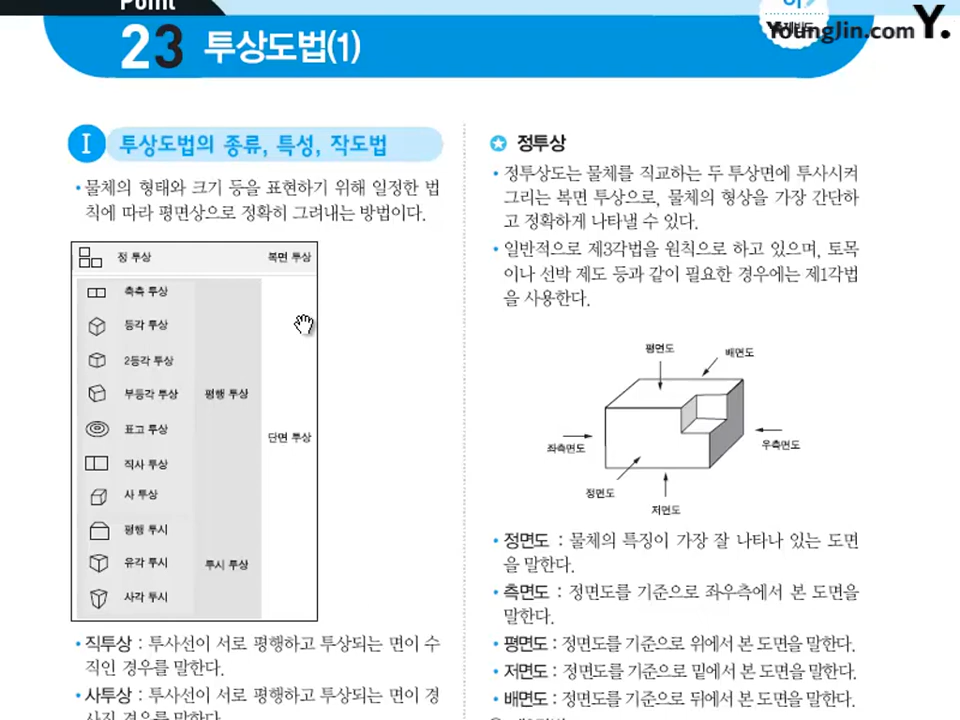 Point
23 투상도법(1)
YoungJin.com Y.
I 투상도법의 종류, 특성, 작도법
• 물체의 형태와 크기 등을 표현하기 위해 일정한 법
칙에 따라 평면상으로 정확히 그려내는 방법이다.
정 투상 복면 투상
축측 투상
등각 투상
2등각 투상
부등각 투상 평행 투상
표고 투상
단면 투상
직사 투상
사 투상
평행 투시
유각 투시 투시 투상
사각 투시
• 직투상 : 투사선이 서로 평행하고 투상되는 면이 수
직인 경우를 말한다.
• 사투상 : 투사선이 서로 평행하고 투상되는 면이 경
사진 경우를 말한다.
정투상
• 정투상도는 물체를 직교하는 두 투상면에 투사시켜
그리는 복면 투상으로, 물체의 형상을 가장 간단하
고 정확하게 나타낼 수 있다.
• 일반적으로 제3각법을 원칙으로 하고 있으며, 토목
이나 선박 제도 등과 같이 필요한 경우에는 제1각법
을 사용한다.
평면도
배면도
좌측면도
우측면도
정면도
저면도
• 정면도 : 물체의 특징이 가장 잘 나타나 있는 도면
을 말한다.
• 측면도 : 정면도를 기준으로 좌우측에서 본 도면을
말한다.
• 평면도 : 정면도를 기준으로 위에서 본 도면을 말한다.
• 저면도 : 정면도를 기준으로 밑에서 본 도면을 말한다.
• 배면도 : 정면도를 기준으로 뒤에서 본 도면을 말한다.